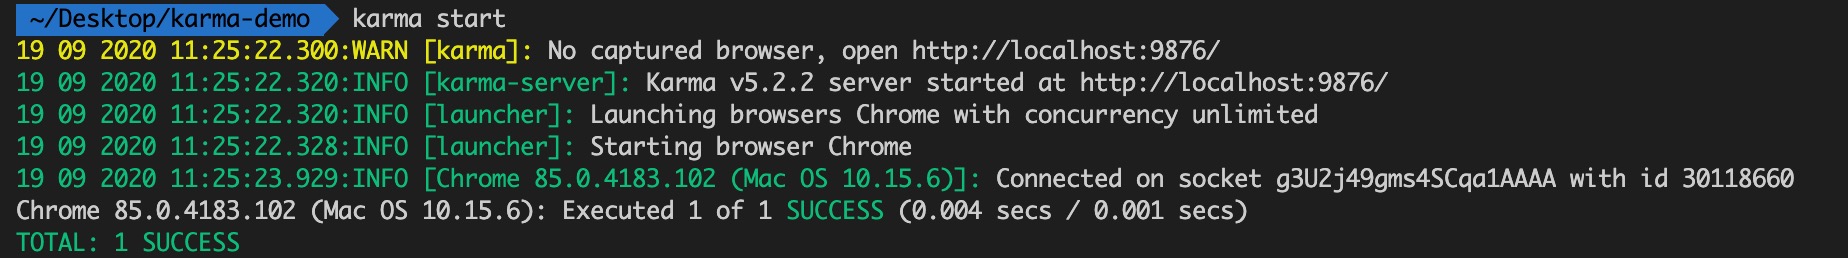 ~/Desktop/karma-demo karma start
19 09 2020 11:25:22.300:WARN [karma]: No captured browser, open http://localhost:9876/
19 09 2020 11:25:22.320:INFO [karma-server]: Karma v5.2.2 server started at http://localhost:9876/
19 09 2020 11:25:22.320:INFO [launcher]: Launching browsers Chrome with concurrency unlimited
19 09 2020 11:25:22.328:INFO [launcher]: Starting browser Chrome
19 09 2020 11:25:23.929:INFO [Chrome 85.0.4183.102 (Mac OS 10.15.6)]: Connected on socket g3U2j49gms4SCqa1AAAA with id 30118660
Chrome 85.0.4183.102 (Mac OS 10.15.6): Executed 1 of 1 SUCCESS (0.004 secs / 0.001 secs)
TOTAL: 1 SUCCESS